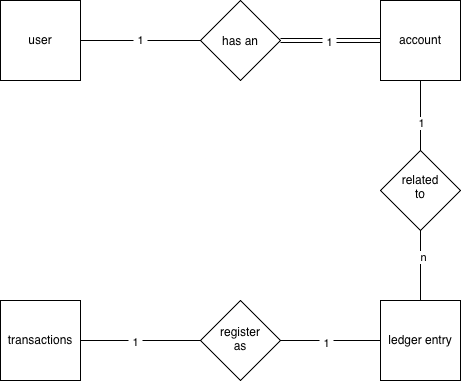 user
1
has an
1
account
1
related
to
n
transactions
1
register
as
1
ledger entry